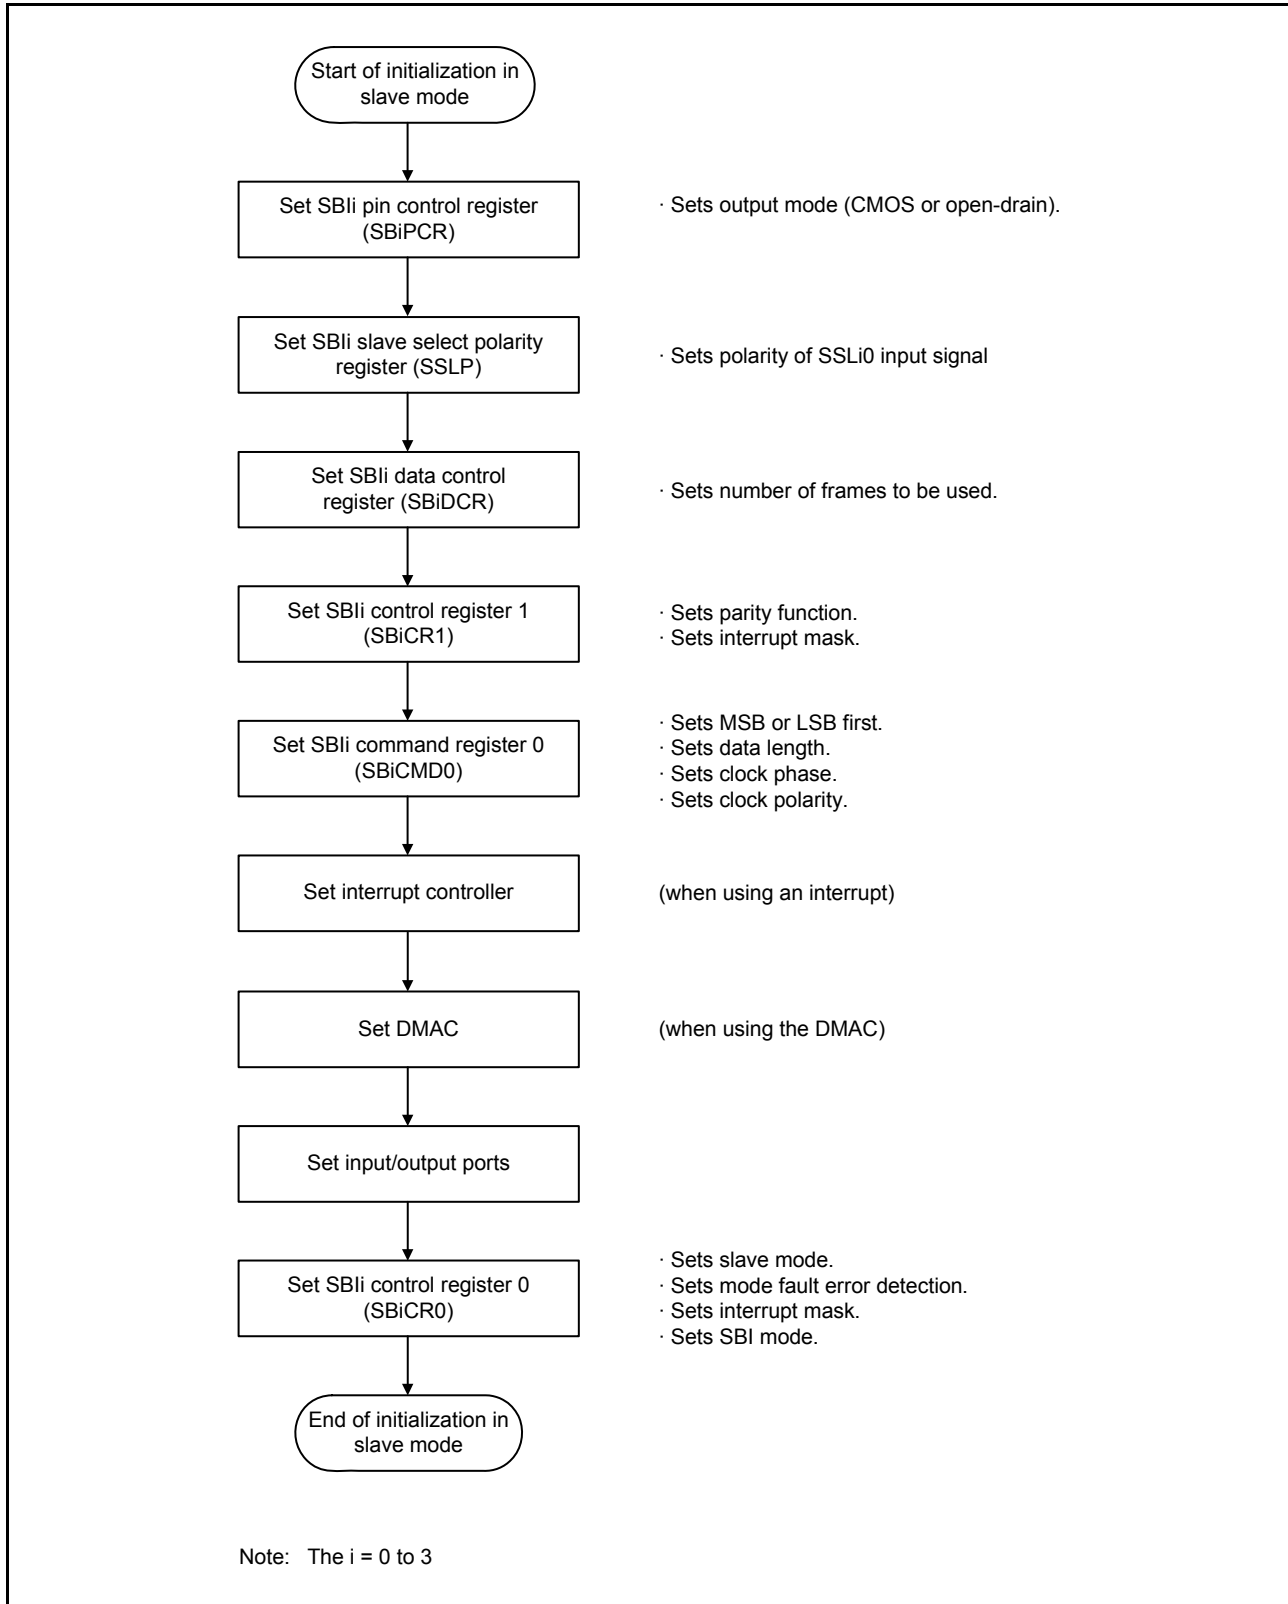 Start of initialization in
slave mode
Set SBIi pin control register
(SBiPCR)
· Sets output mode (CMOS or open-drain).
Set SBIi slave select polarity
register (SSLP)
· Sets polarity of SSLi0 input signal
Set SBIi data control
register (SBiDCR)
· Sets number of frames to be used.
Set SBIi control register 1
(SBiCR1)
· Sets parity function.
· Sets interrupt mask.
Set SBIi command register 0
(SBiCMD0)
· Sets MSB or LSB first.
· Sets data length.
· Sets clock phase.
· Sets clock polarity.
Set interrupt controller
(when using an interrupt)
Set DMAC
(when using the DMAC)
Set input/output ports
Set SBIi control register 0
(SBiCR0)
· Sets slave mode.
· Sets mode fault error detection.
· Sets interrupt mask.
· Sets SBI mode.
End of initialization in
slave mode
Note: The i = 0 to 3